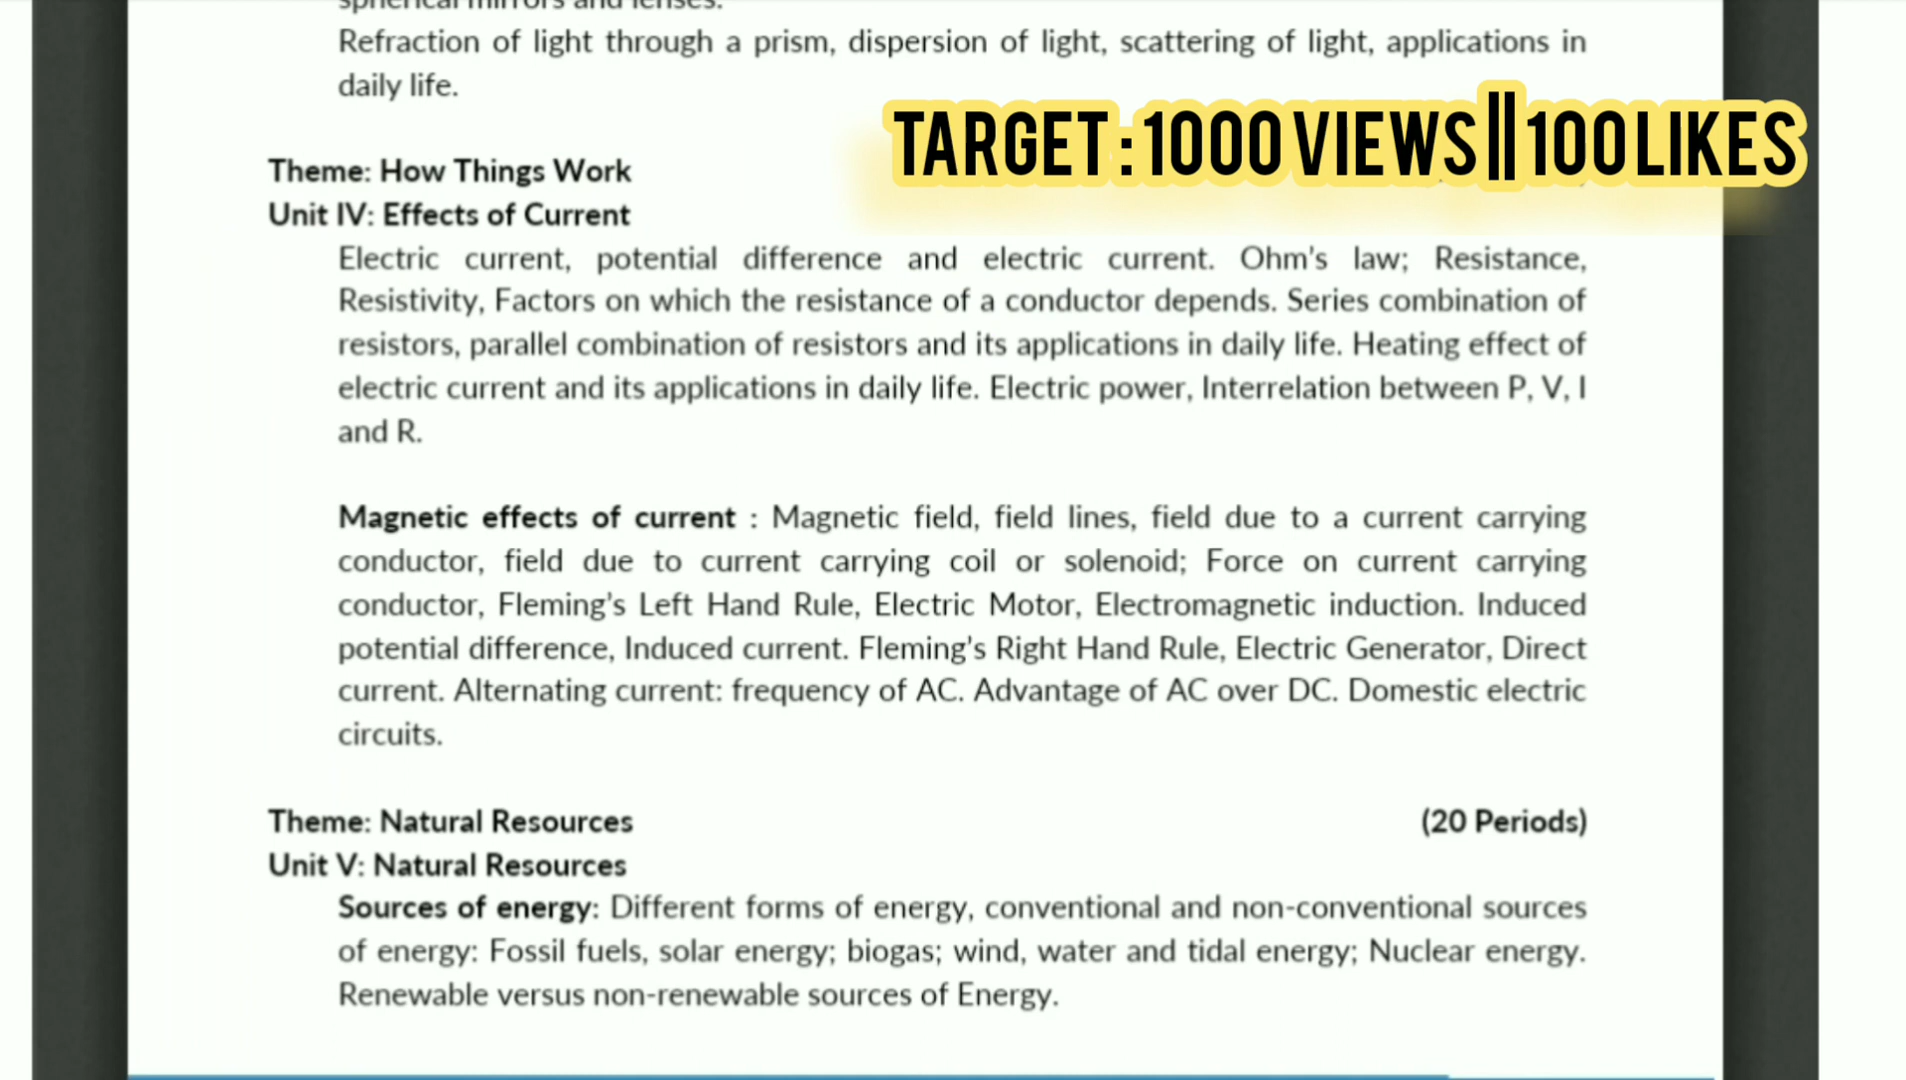 spherical mirrors and lenses.
Refraction of light through a prism, dispersion of light, scattering of light, applications in
daily life.
TARGET : 1000 VIEWS || 100 LIKES
Theme: How Things Work
Unit IV: Effects of Current
Electric current, potential difference and electric current. Ohm's law; Resistance,
Resistivity, Factors on which the resistance of a conductor depends. Series combination of
resistors, parallel combination of resistors and its applications in daily life. Heating effect of
electric current and its applications in daily life. Electric power, Interrelation between P, V, I
and R.
Magnetic effects of current : Magnetic field, field lines, field due to a current carrying
conductor, field due to current carrying coil or solenoid; Force on current carrying
conductor, Fleming's Left Hand Rule, Electric Motor, Electromagnetic induction. Induced
potential difference, Induced current. Fleming's Right Hand Rule, Electric Generator, Direct
current. Alternating current: frequency of AC. Advantage of AC over DC. Domestic electric
circuits.
Theme: Natural Resources (20 Periods)
Unit V: Natural Resources
Sources of energy: Different forms of energy, conventional and non-conventional sources
of energy: Fossil fuels, solar energy; biogas; wind, water and tidal energy; Nuclear energy.
Renewable versus non-renewable sources of Energy.